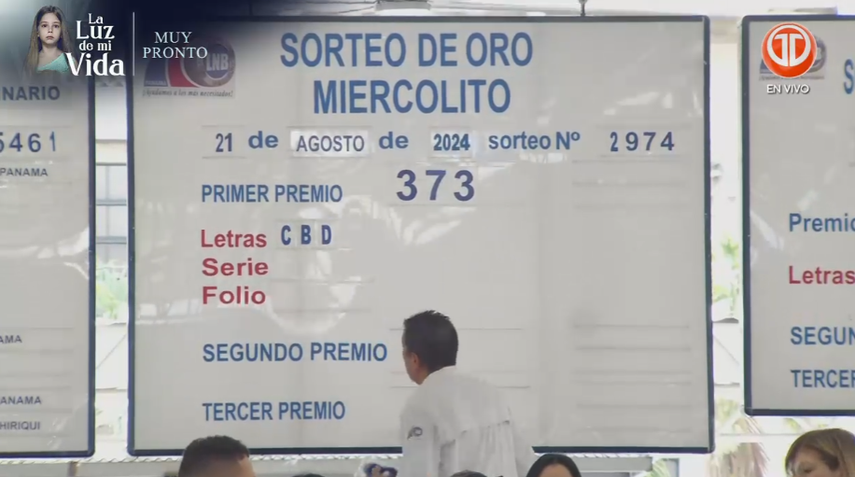 La
Luz
de mi
Vida
MUY
PRONTO
LNB
EN VIVO
NARIO
5461
PANAMA
AMA
ANAMA
HIRIQUI
SORTEO DE ORO
MIERCOLITO
21 de AGOSTO de 2024 sorteo Nº 2974
PRIMER PREMIO 373
Letras CBD
Serie
Folio
SEGUNDO PREMIO
TERCER PREMIO
S
Premio
Letras
SEGUN
TERCER